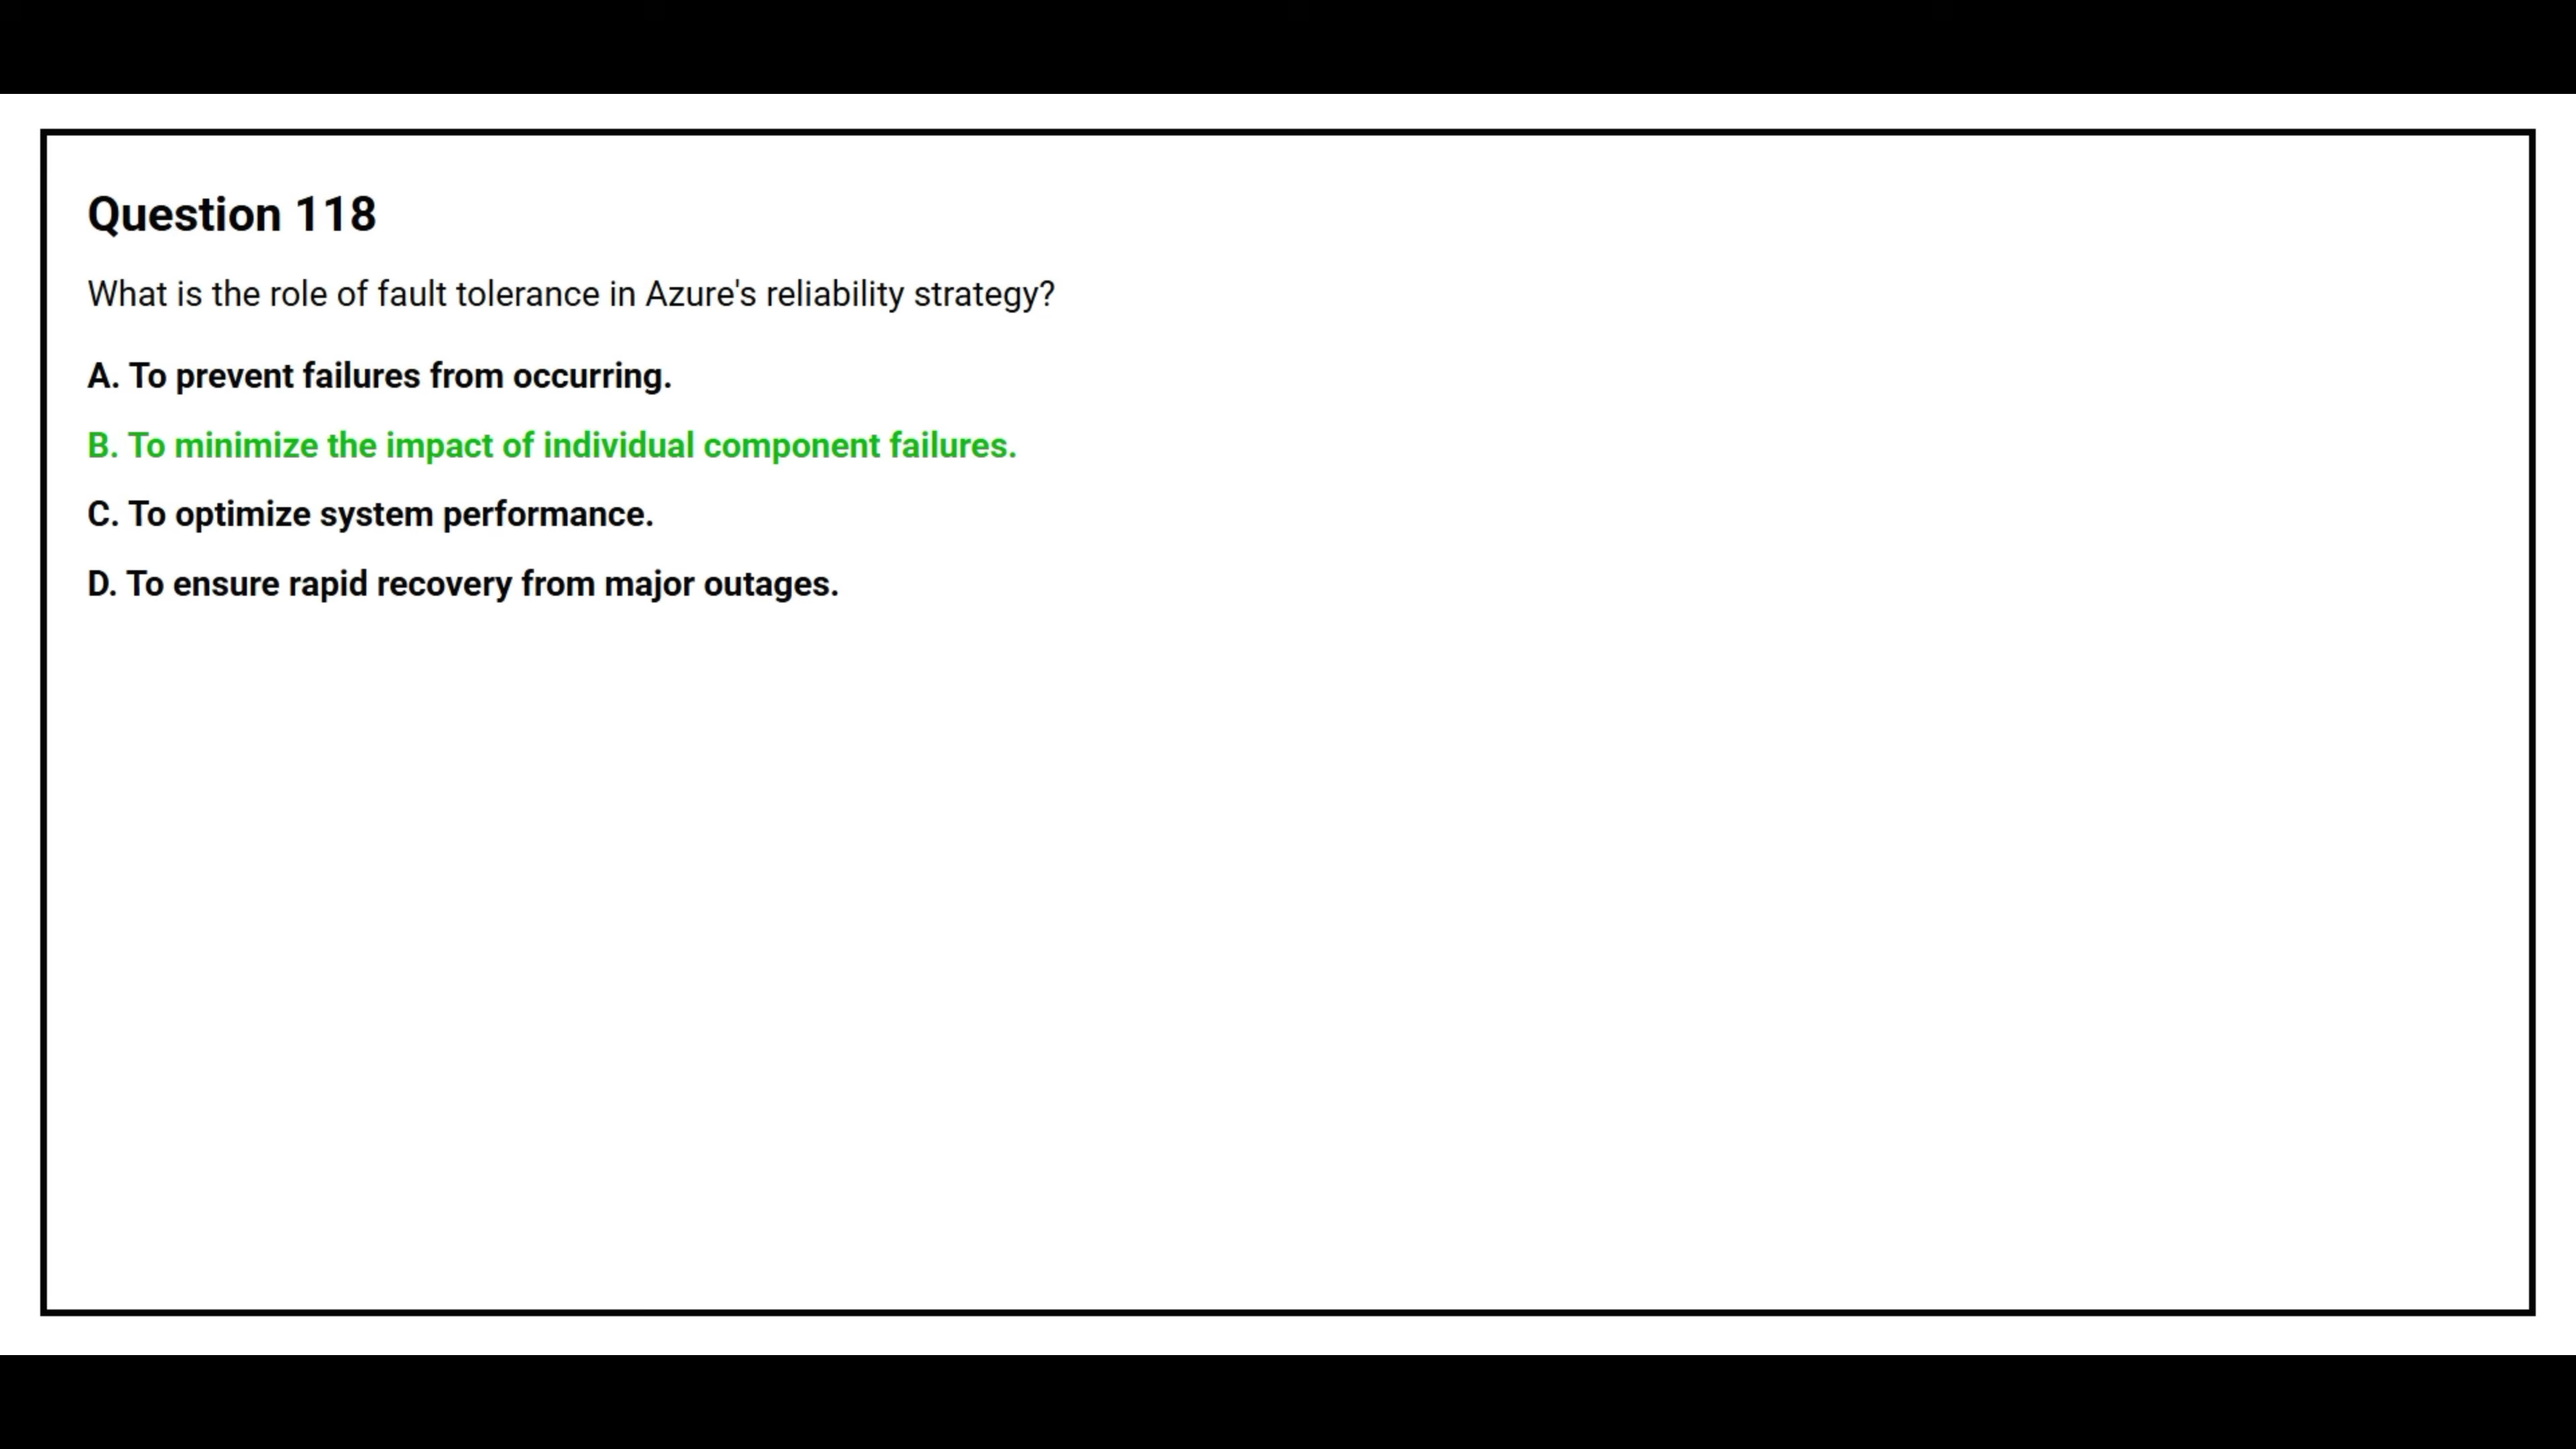 Question 118
What is the role of fault tolerance in Azure's reliability strategy?
A. To prevent failures from occurring.
B. To minimize the impact of individual component failures.
C. To optimize system performance.
D. To ensure rapid recovery from major outages.